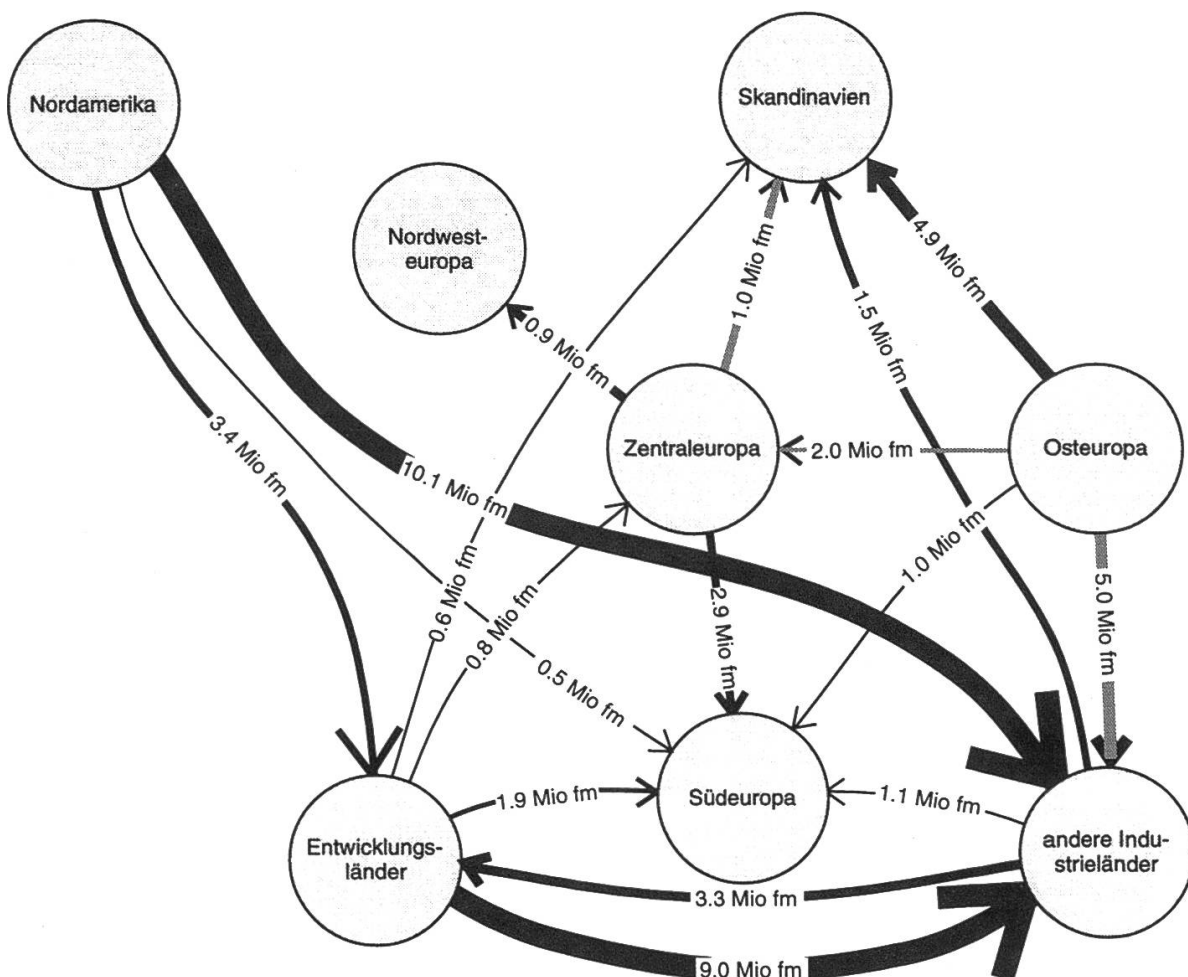 Nordamerika
Skandinavien
Nordwest-
europa
4.9 Mio fm
1.0 Mio fm
1.5 Mio fm
0.9 Mio fm
Zentraleuropa
2.0 Mio fm
Osteuropa
3.4 Mio fm
10.1 Mio fm
0.6 Mio fm
0.8 Mio fm
0.5 Mio fm
2.9 Mio fm
1.0 Mio fm
5.0 Mio fm
1.9 Mio fm
Südeuropa
1.1 Mio fm
Entwicklungs-
länder
andere Indu-
strieländer
3.3 Mio fm
9.0 Mio fm